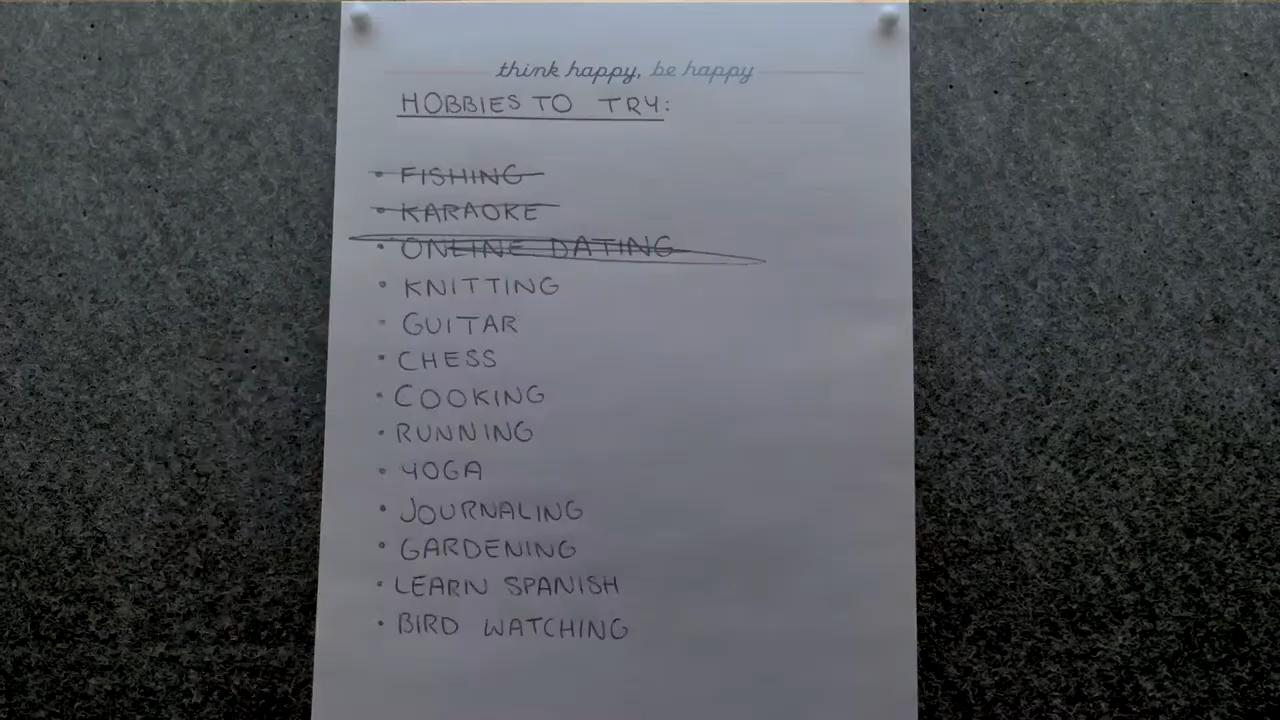 think happy, be happy
HOBBIES TO TRY:
• FISHING
• KARAOKE
• ONLINE DATING
• KNITTING
• GUITAR
• CHESS
• COOKING
• RUNNING
• YOGA
• JOURNALING
• GARDENING
• LEARN SPANISH
• BIRD WATCHING